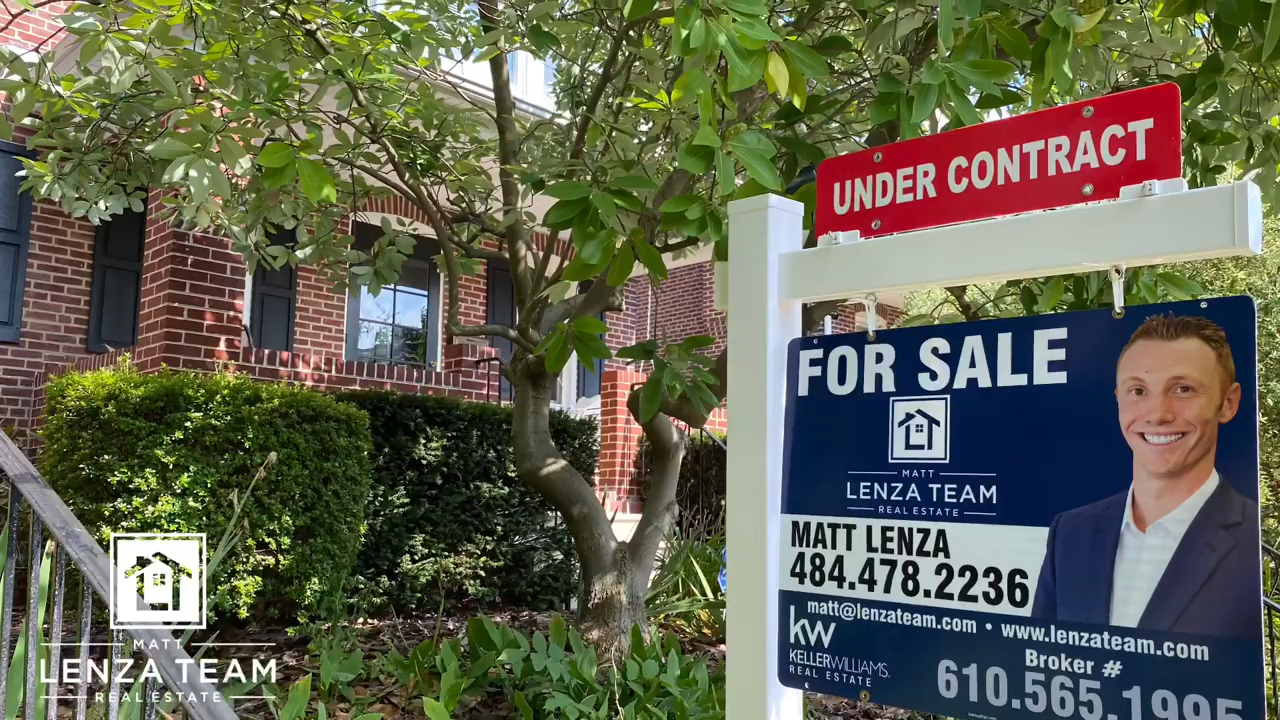 UNDER CONTRACT
FOR SALE
MATT
LENZA TEAM
REAL ESTATE
MATT LENZA
484.478.2236
matt@lenzateam.com • www.lenzateam.com
kw
KELLERWILLIAMS.
REAL ESTATE
Broker #
610.565.1995
MATT
LENZA TEAM
REAL ESTATE